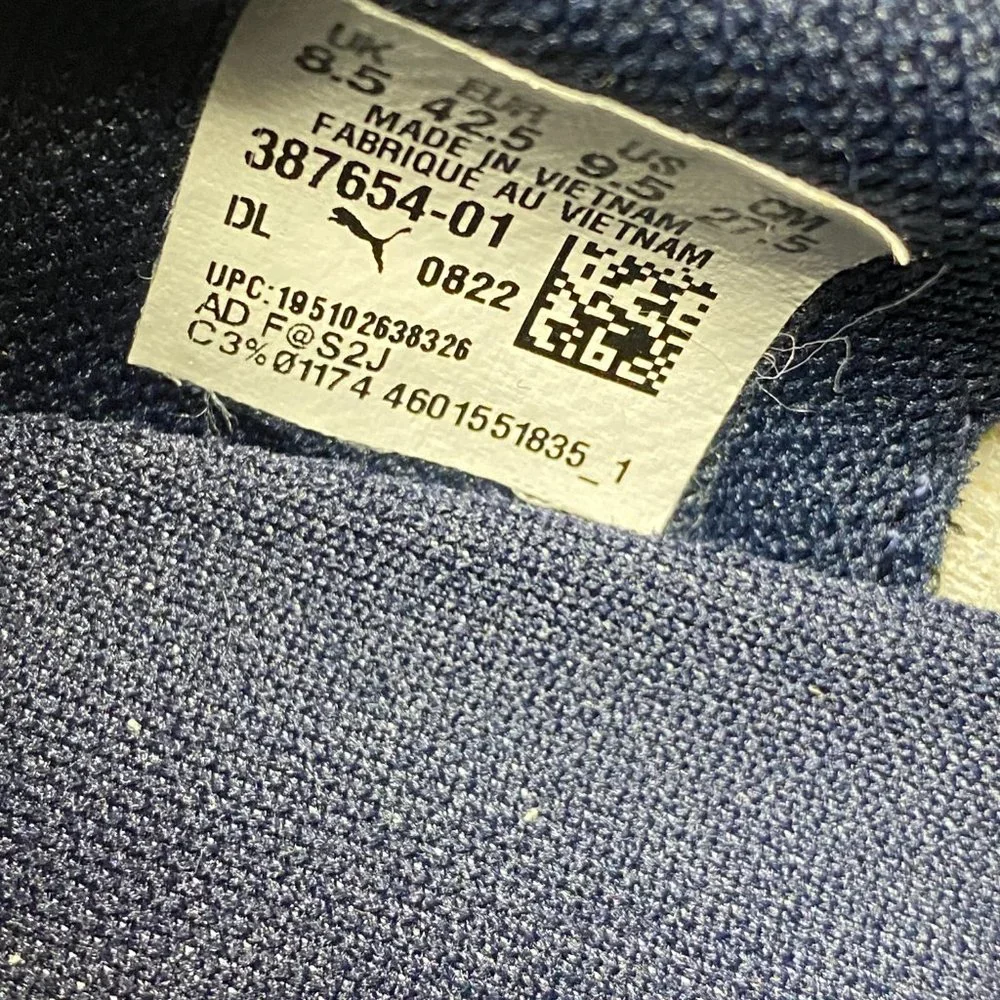 UK EUR US CM
8.5 42.5 9.5 27.5
MADE IN VIETNAM
FABRIQUÉ AU VIETNAM
387654-01
DL 0822
UPC:195102638326
AD F@S2J
C3%Ø1174 4601551835_1